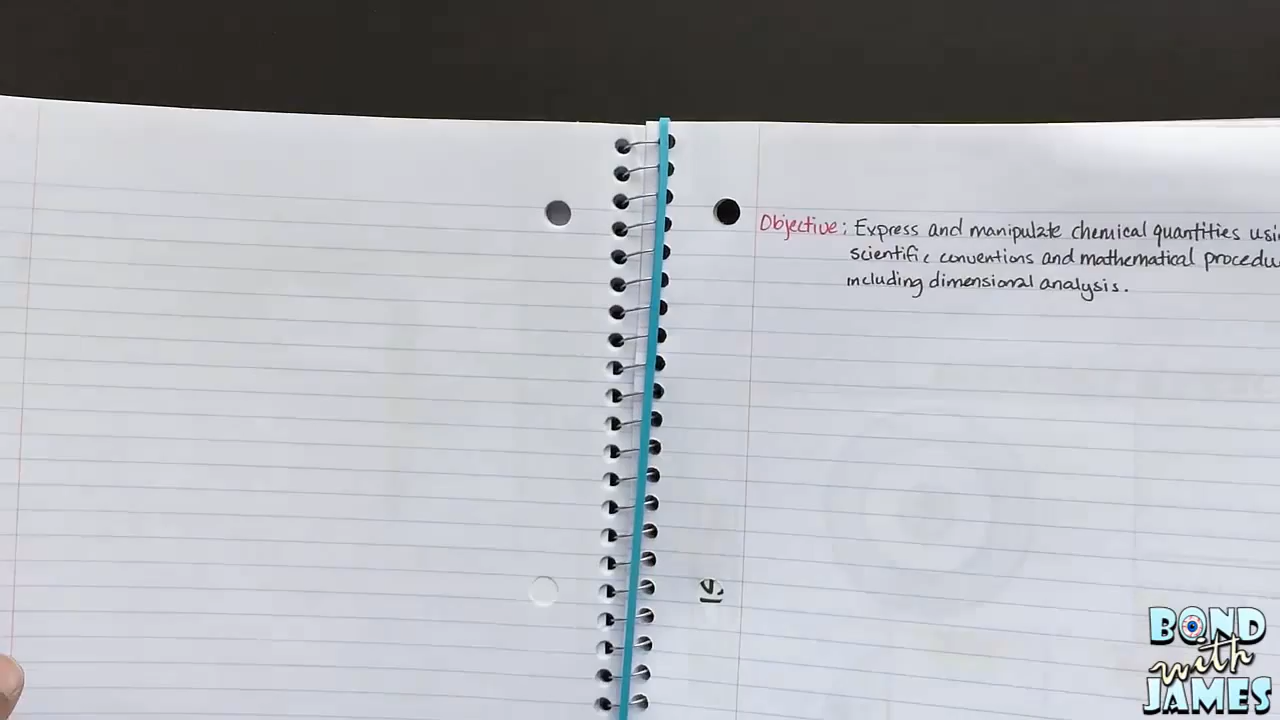 Objective: Express and manipulate chemical quantities usi
scientific conventions and mathematical procedu
including dimensional analysis.
BOND
with
JAMES